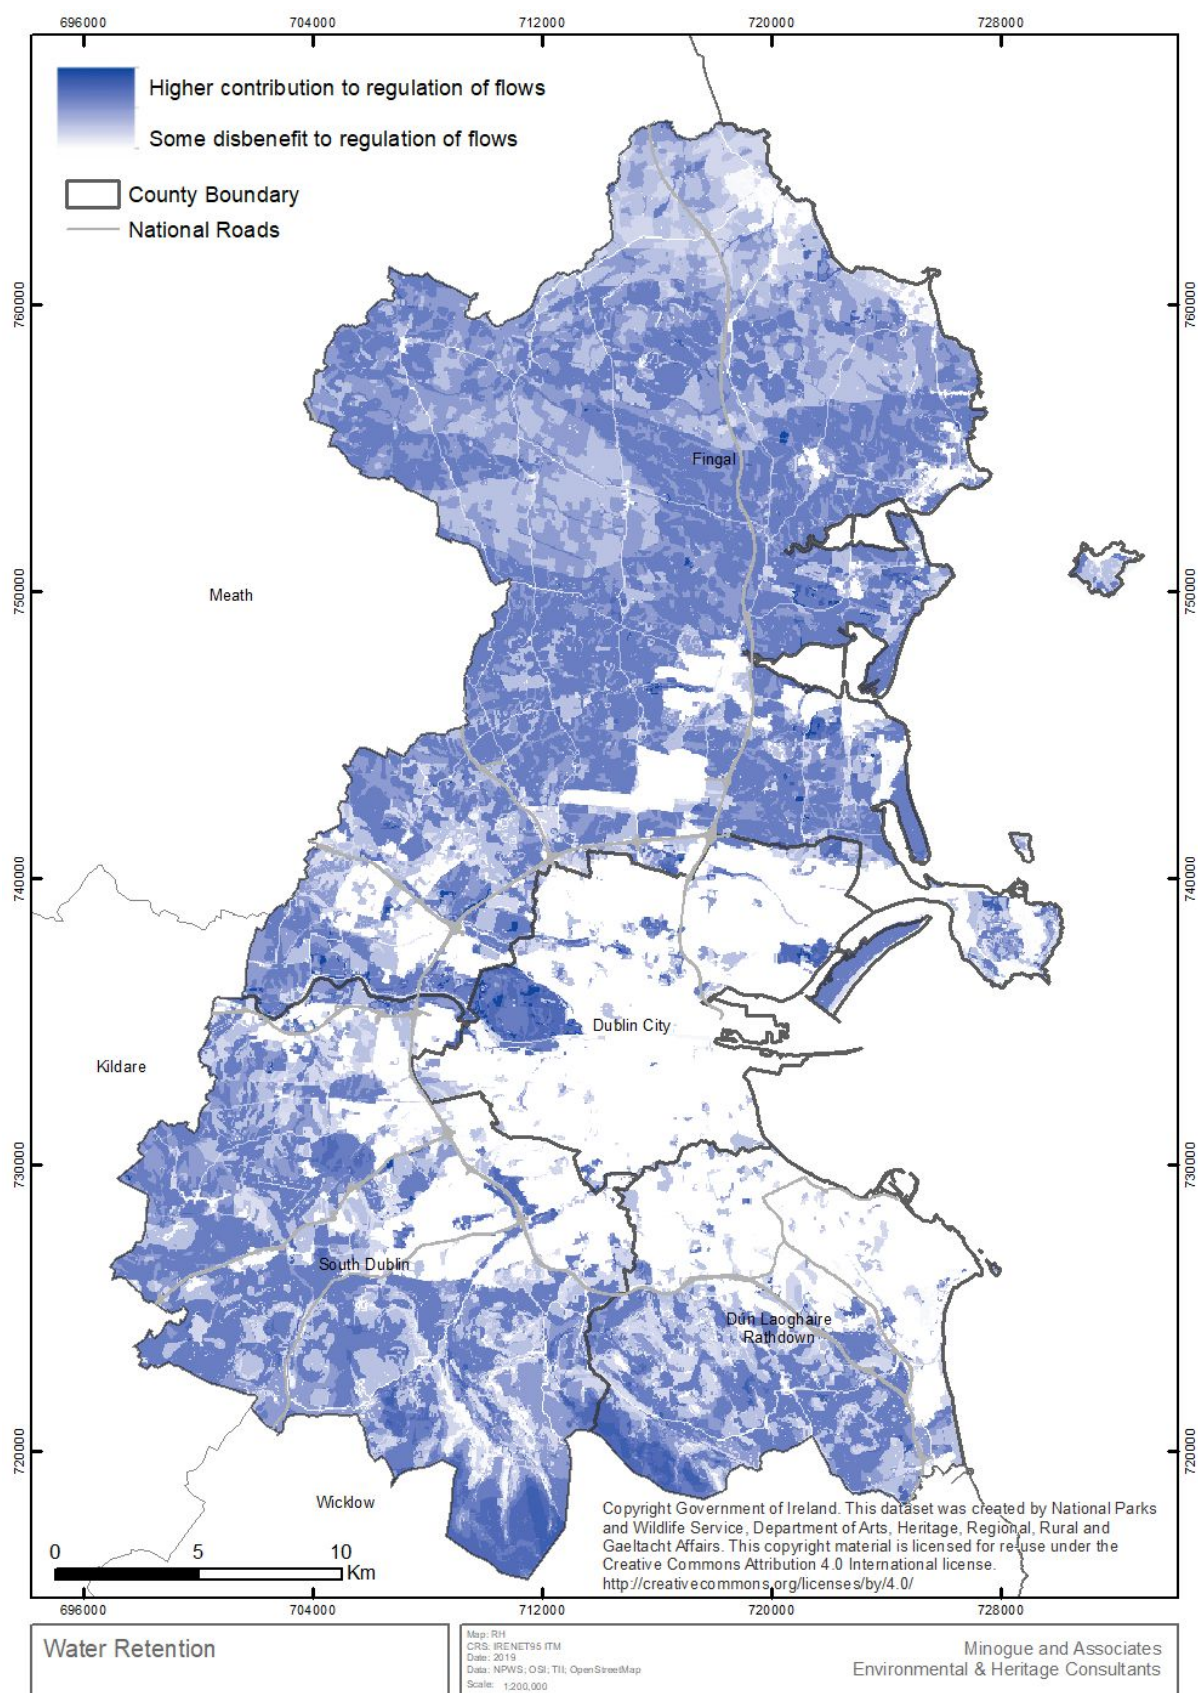 696000 704000 712000 720000 728000
Higher contribution to regulation of flows
Some disbenefit to regulation of flows
County Boundary
National Roads
760000 760000
Fingal
750000 750000
Meath
740000 740000
Dublin City
Kildare
730000 730000
South Dublin
Dún Laoghaire
Rathdown
720000 720000
Wicklow
Copyright Government of Ireland. This dataset was created by National Parks
and Wildlife Service, Department of Arts, Heritage, Regional, Rural and
Gaeltacht Affairs. This copyright material is licensed for re-use under the
Creative Commons Attribution 4.0 International license.
http://creativecommons.org/licenses/by/4.0/
0 5 10
Km
696000 704000 712000 720000 728000
Water Retention
Map: RH
CRS: IRENET95 ITM
Date: 2019
Data: NPWS; OSI; TII; OpenStreetMap
Scale: 1:200,000
Minogue and Associates
Environmental & Heritage Consultants